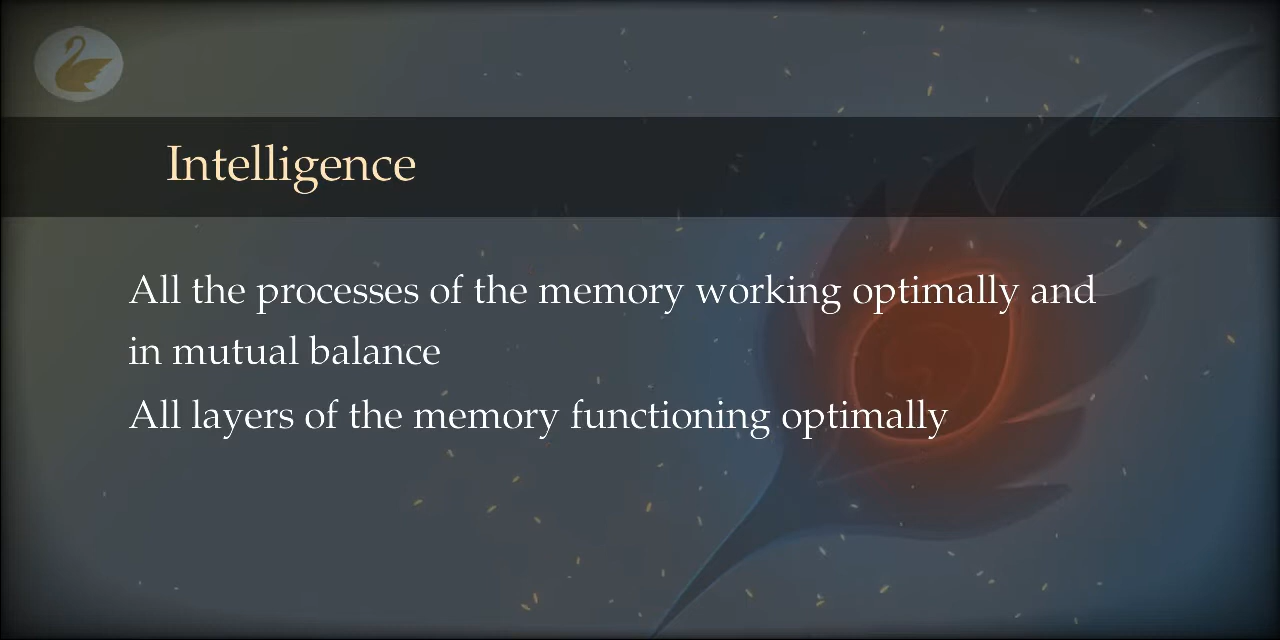 Intelligence
All the processes of the memory working optimally and
in mutual balance
All layers of the memory functioning optimally